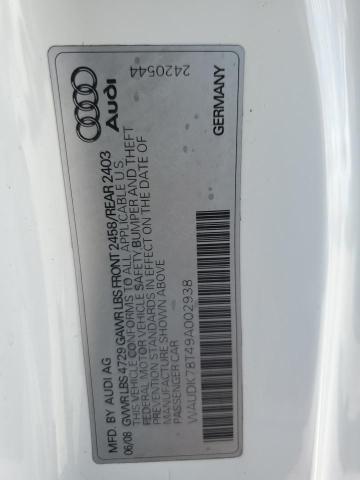 Audi
2420544
GERMANY
MFD. BY AUDI AG
06/08 GVWR LBS 4729 GAWR LBS FRONT 2458/REAR 2403
THIS VEHICLE CONFORMS TO ALL APPLICABLE U S
FEDERAL MOTOR VEHICLE SAFETY BUMPER AND THEFT
PREVENTION STANDARDS IN EFFECT ON THE DATE OF
MANUFACTURE SHOWN ABOVE
PASSENGER CAR
WAUDK78T49A002938